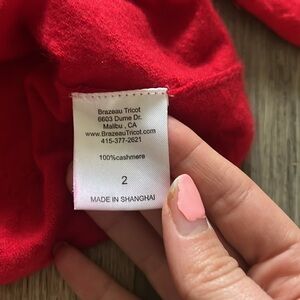 Brazeau Tricot
6603 Dume Dr.
Malibu , CA
www.BrazeauTricot.com
415-377-2621
100%cashmere
2
MADE IN SHANGHAI